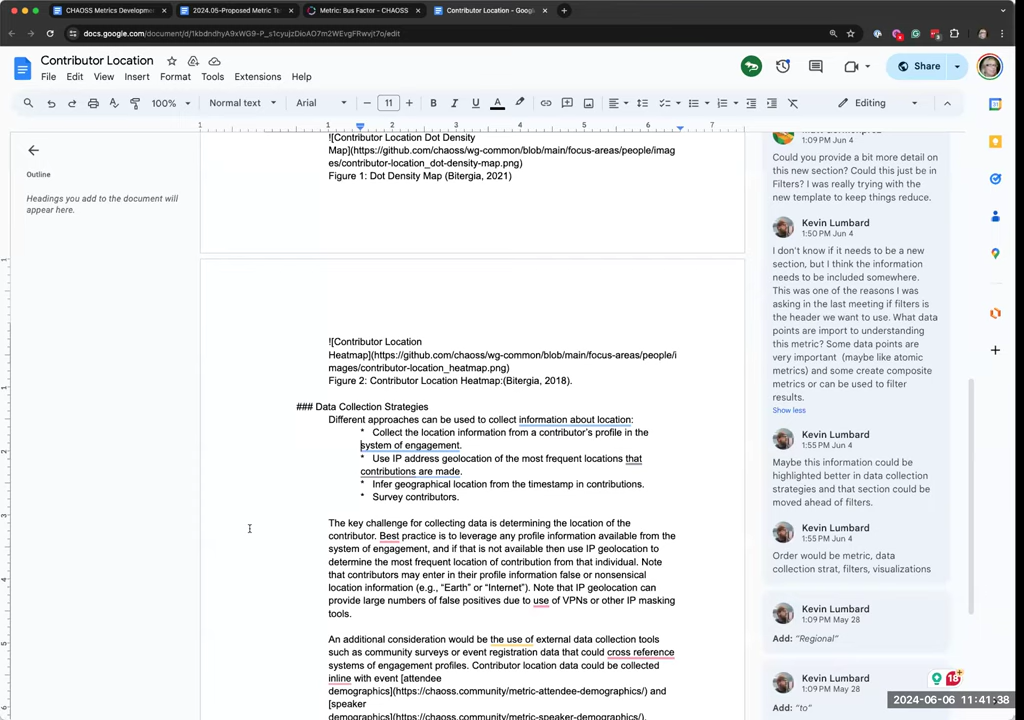 CHAOSS Metrics Developmen
2024.05-Proposed Metric Te
Metric: Bus Factor - CHAOSS
Contributor Location - Goog
docs.google.com/document/d/1kbdndhyA9xWG9-P_s1cyujzDioAO7m2WEvgFRwvjt7o/edit
Contributor Location
File Edit View Insert Format Tools Extensions Help
Share
100% Normal text Arial 11 Editing
1 1 2 3 4 5 6 7
Outline
Headings you add to the document will
appear here.
![Contributor Location Dot Density
Map](https://github.com/chaoss/wg-common/blob/main/focus-areas/people/imag
es/contributor-location_dot-density-map.png)
Figure 1: Dot Density Map (Bitergia, 2021)
![Contributor Location
Heatmap](https://github.com/chaoss/wg-common/blob/main/focus-areas/people/i
mages/contributor-location_heatmap.png)
Figure 2: Contributor Location Heatmap:(Bitergia, 2018).
### Data Collection Strategies
Different approaches can be used to collect information about location:
* Collect the location information from a contributor's profile in the
system of engagement.
* Use IP address geolocation of the most frequent locations that
contributions are made.
* Infer geographical location from the timestamp in contributions.
* Survey contributors.
The key challenge for collecting data is determining the location of the
contributor. Best practice is to leverage any profile information available from the
system of engagement, and if that is not available then use IP geolocation to
determine the most frequent location of contribution from that individual. Note
that contributors may enter in their profile information false or nonsensical
location information (e.g., "Earth" or "Internet"). Note that IP geolocation can
provide large numbers of false positives due to use of VPNs or other IP masking
tools.
An additional consideration would be the use of external data collection tools
such as community surveys or event registration data that could cross reference
systems of engagement profiles. Contributor location data could be collected
inline with event [attendee
demographics](https://chaoss.community/metric-attendee-demographics/) and
[speaker
demographics](https://chaoss.community/metric-speaker-demographics/).
1:09 PM Jun 4
Could you provide a bit more detail on
this new section? Could this just be in
Filters? I was really trying with the
new template to keep things reduce.
Kevin Lumbard
1:50 PM Jun 4
I don't know if it needs to be a new
section, but I think the information
needs to be included somewhere.
This was one of the reasons I was
asking in the last meeting if filters is
the header we want to use. What data
points are import to understanding
this metric? Some data points are
very important (maybe like atomic
metrics) and some create composite
metrics or can be used to filter
results.
Show less
Kevin Lumbard
1:55 PM Jun 4
Maybe this information could be
highlighted better in data collection
strategies and that section could be
moved ahead of filters.
Kevin Lumbard
1:55 PM Jun 4
Order would be metric, data
collection strat, filters, visualizations
Kevin Lumbard
1:09 PM May 28
Add: "Regional"
Kevin Lumbard
1:09 PM May 28
Add: "to"
18
2024-06-06 11:41:38